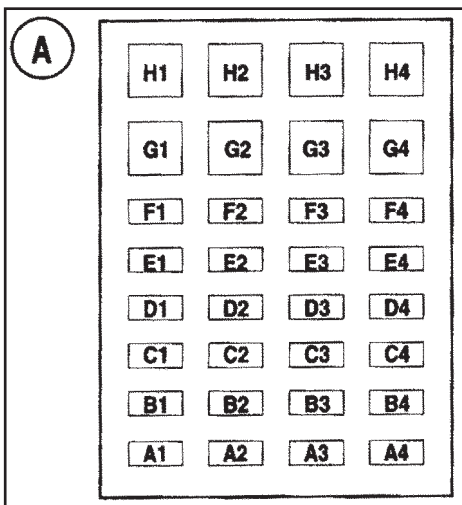 A
H1 H2 H3 H4
G1 G2 G3 G4
F1 F2 F3 F4
E1 E2 E3 E4
D1 D2 D3 D4
C1 C2 C3 C4
B1 B2 B3 B4
A1 A2 A3 A4